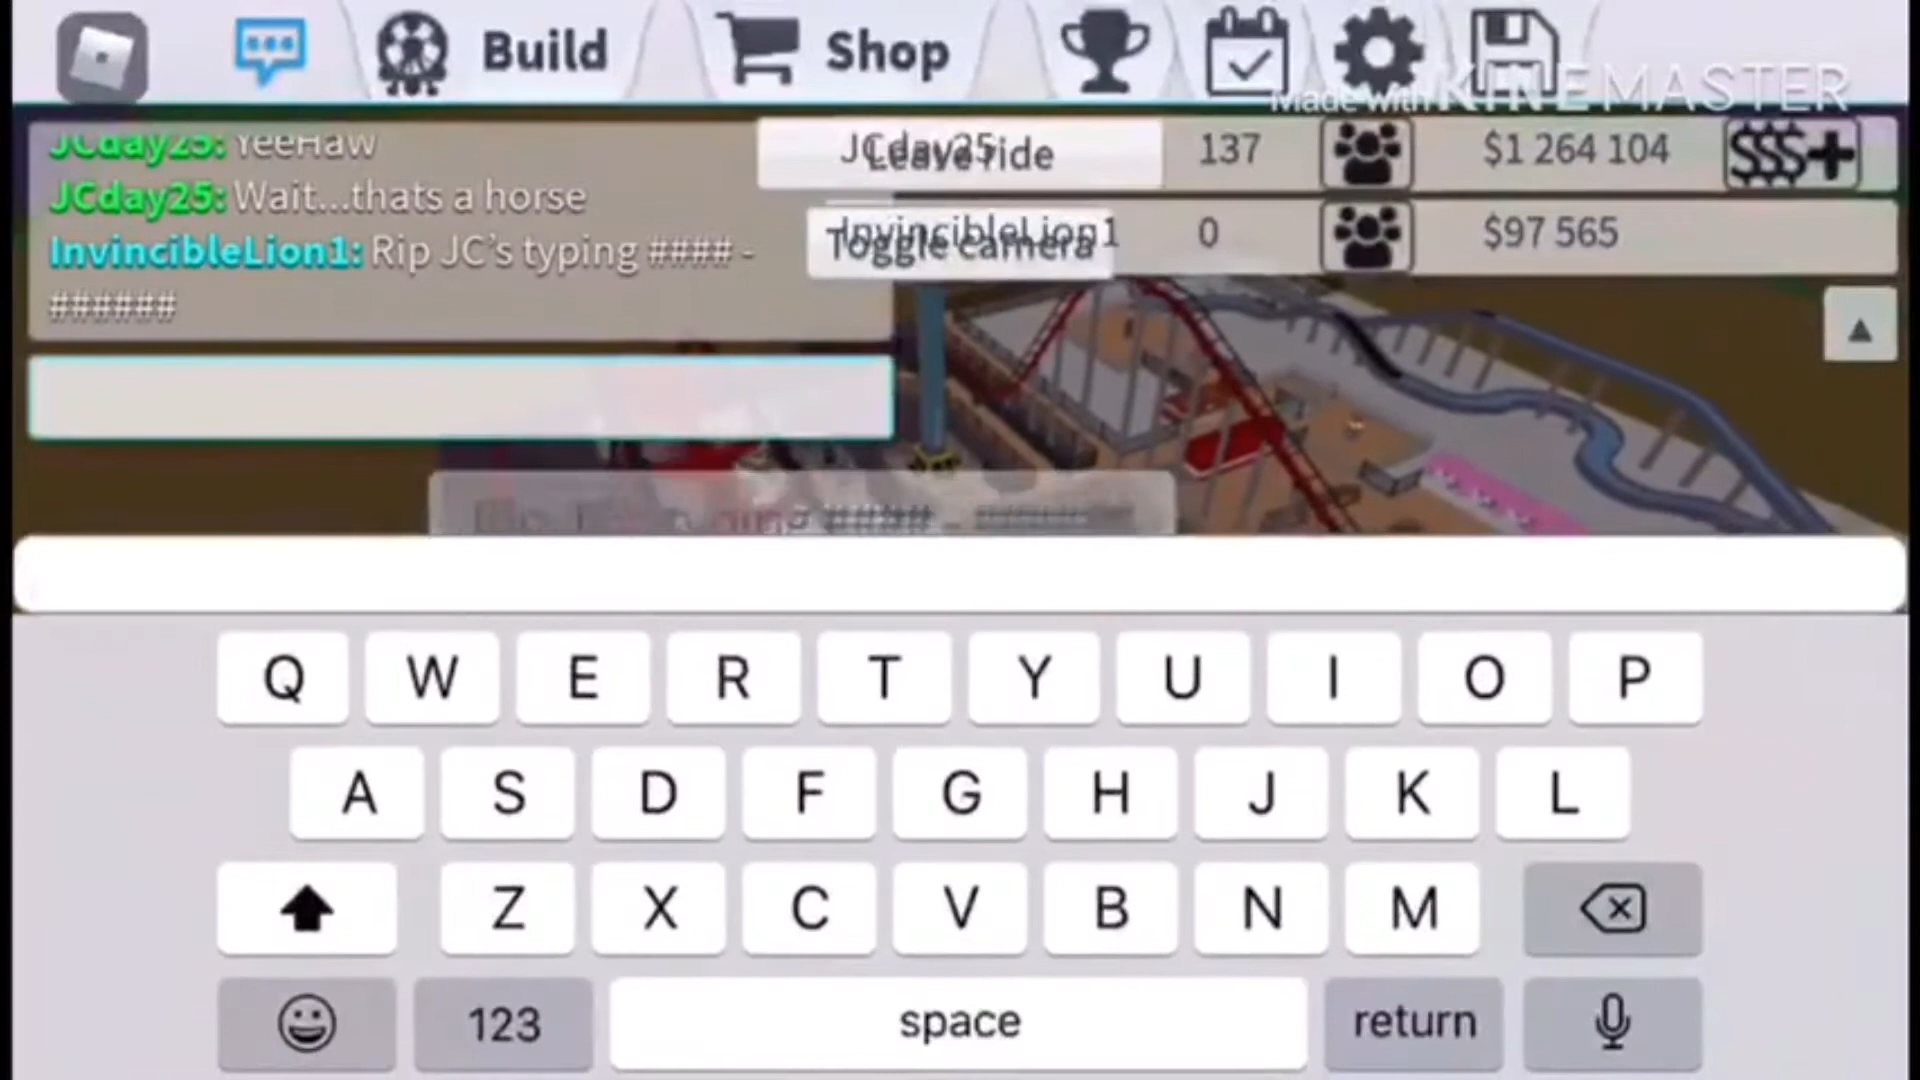 Build
Shop
Made with KINEMASTER
JCday25: YeeHaw
JCday25: Wait...thats a horse
InvincibleLion1: Rip JC's typing #### -
######
JCday25 137 $1 264 104 $$$+
Leave ride
InvincibleLion1 0 $97 565
Toggle camera
▲
#### - ######
Q W E R T Y U I O P
A S D F G H J K L
Z X C V B N M
123 space return